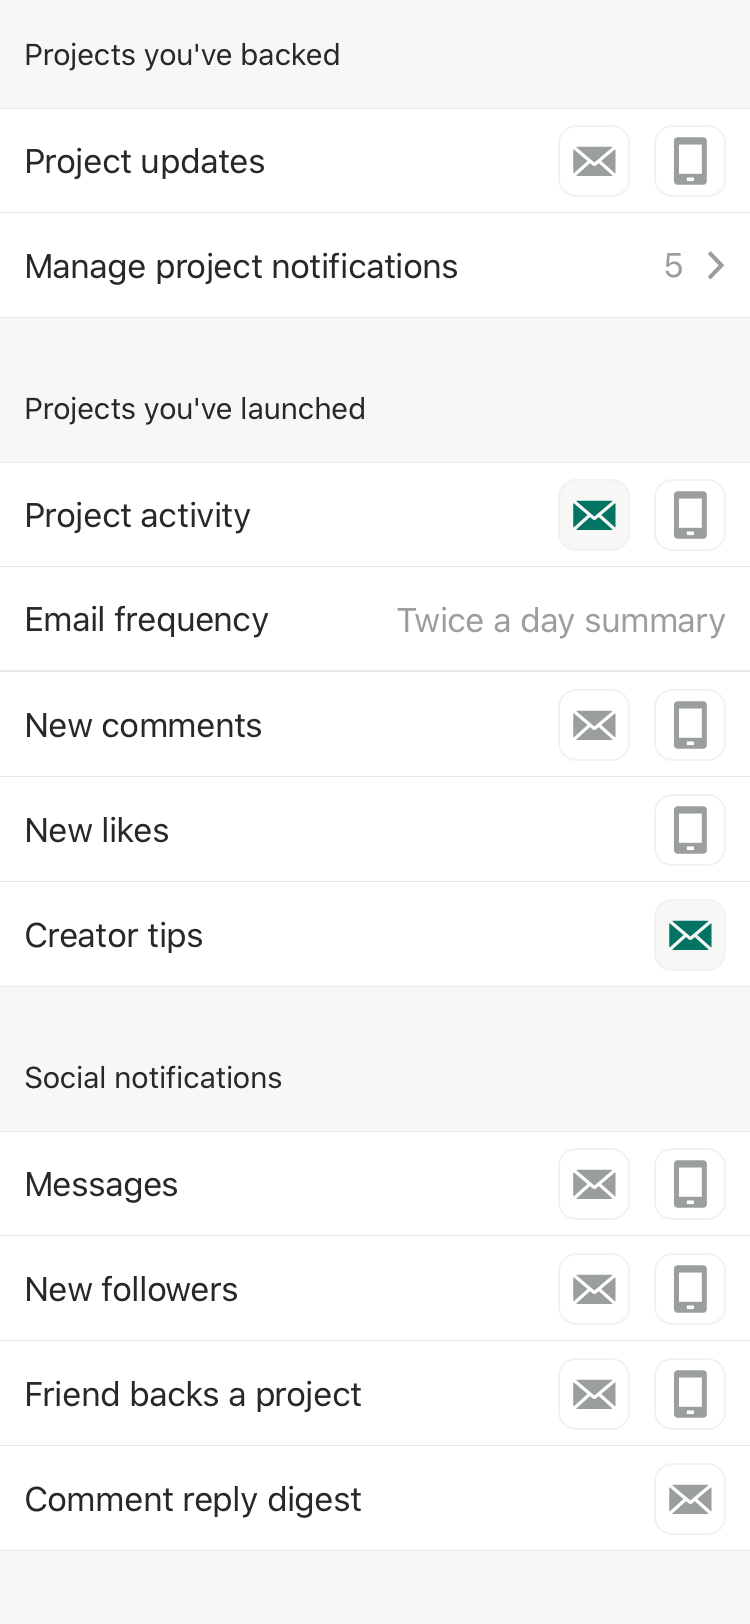 Projects you've backed
Project updates
Manage project notifications 5
Projects you've launched
Project activity
Email frequency Twice a day summary
New comments
New likes
Creator tips
Social notifications
Messages
New followers
Friend backs a project
Comment reply digest